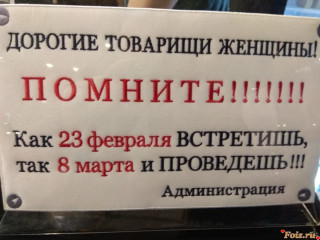 ДОРОГИЕ ТОВАРИЩИ ЖЕНЩИНЫ!
ПОМНИТЕ!!!!!!!
Как 23 февраля ВСТРЕТИШЬ,
так 8 марта и ПРОВЕДЕШЬ!!!
Администрация
Foto.ru